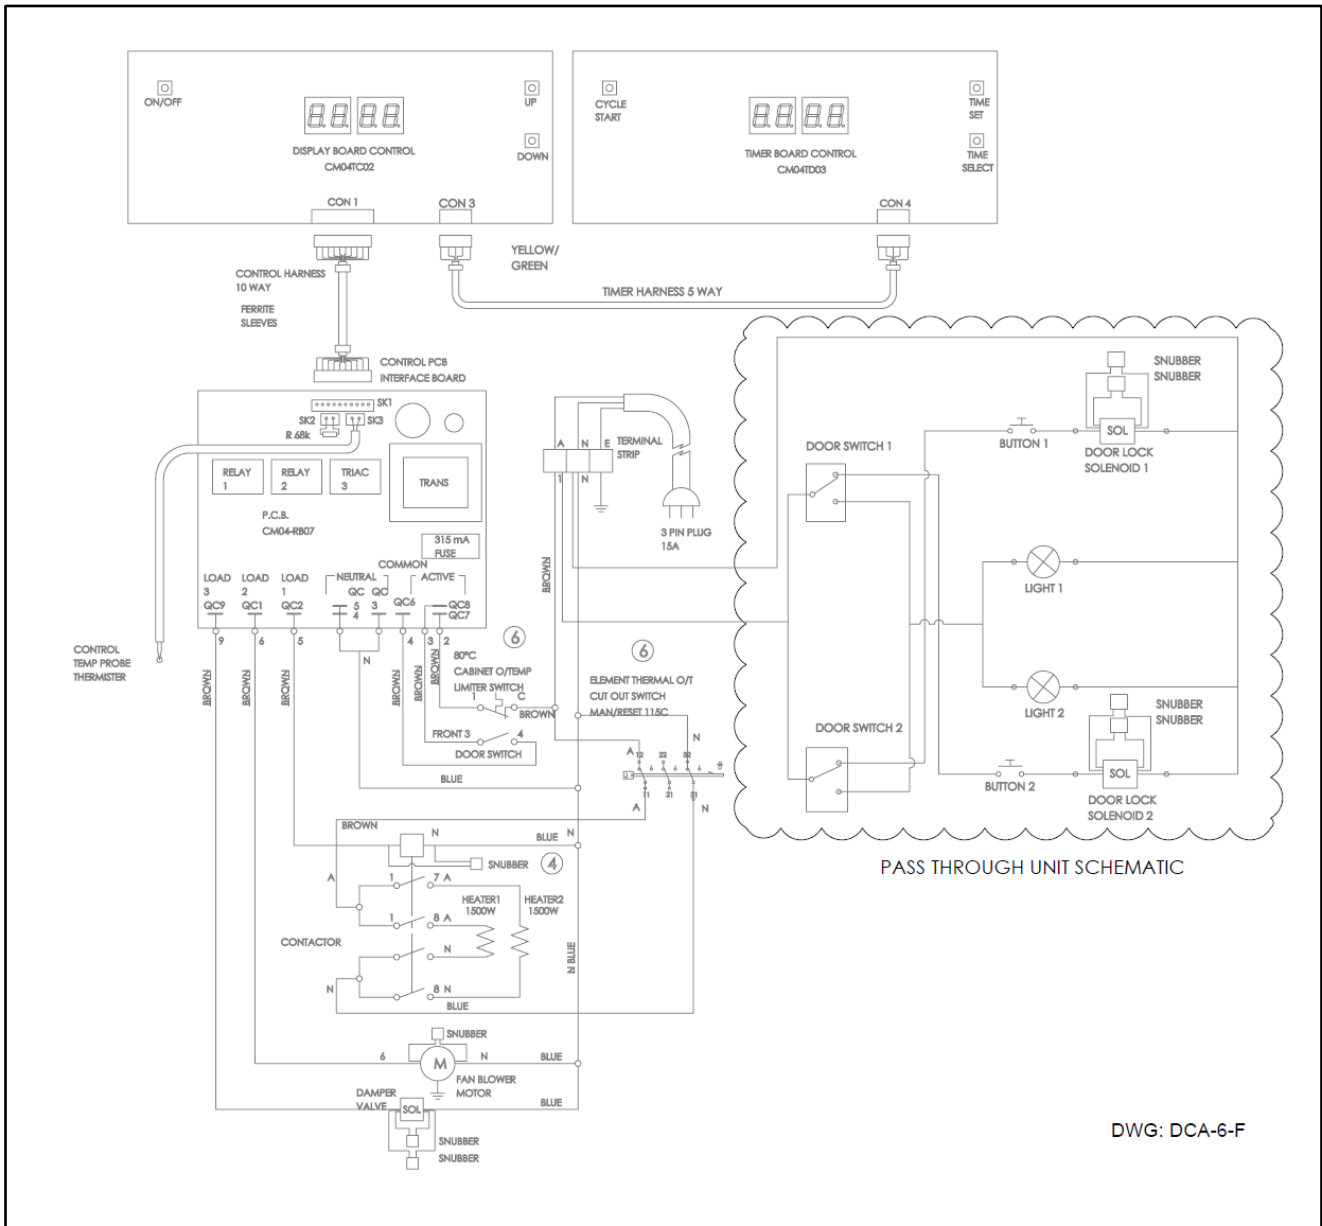 ON/OFF
UP
DOWN
DISPLAY BOARD CONTROL
CM04TC02
CON 1
CON 3
CYCLE
START
TIME
SET
TIME
SELECT
TIMER BOARD CONTROL
CM04TD03
CON 4
YELLOW/
GREEN
CONTROL HARNESS
10 WAY
FERRITE
SLEEVES
TIMER HARNESS 5 WAY
CONTROL PCB
INTERFACE BOARD
SK1
SK2
SK3
R 68k
RELAY
1
RELAY
2
TRIAC
3
TRANS
P.C.B.
CM04-RB07
315 mA
FUSE
COMMON
NEUTRAL
ACTIVE
LOAD
3
QC9
LOAD
2
QC1
LOAD
1
QC2
QC
5
4
QC
3
QC6
QC8
QC7
9
6
5
N
4
3
2
CONTROL
TEMP PROBE
THERMISTER
BROWN
BROWN
BROWN
BROWN
BROWN
BROWN
BROWN
A
N
E
1
N
TERMINAL
STRIP
3 PIN PLUG
15A
6
80°C
CABINET O/TEMP
LIMITER SWITCH
1
C
BROWN
FRONT 3
4
DOOR SWITCH
BLUE
6
ELEMENT THERMAL O/T
CUT OUT SWITCH
MAN/RESET 115C
N
A
12
22
32
11
21
31
A
N
BROWN
N
BLUE
N
SNUBBER
4
A
1
7 A
1
8 A
N
8 N
HEATER1
1500W
HEATER2
1500W
CONTACTOR
N
BLUE
N BLUE
SNUBBER
6
M
N
BLUE
FAN BLOWER
MOTOR
DAMPER
VALVE
SOL
BLUE
SNUBBER
SNUBBER
SNUBBER
SNUBBER
BUTTON 1
SOL
DOOR LOCK
SOLENOID 1
DOOR SWITCH 1
LIGHT 1
LIGHT 2
SNUBBER
SNUBBER
DOOR SWITCH 2
BUTTON 2
SOL
DOOR LOCK
SOLENOID 2
PASS THROUGH UNIT SCHEMATIC
DWG: DCA-6-F